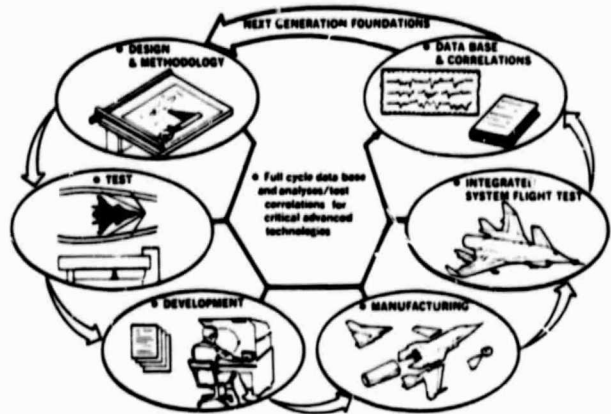 NEXT GENERATION FOUNDATIONS
• DESIGN
& METHODOLOGY
• DATA BASE
& CORRELATIONS
• Full cycle data base
and analyses/test
correlations for
critical advanced
technologies
• TEST
• INTEGRATED
SYSTEM FLIGHT TEST
• DEVELOPMENT
• MANUFACTURING